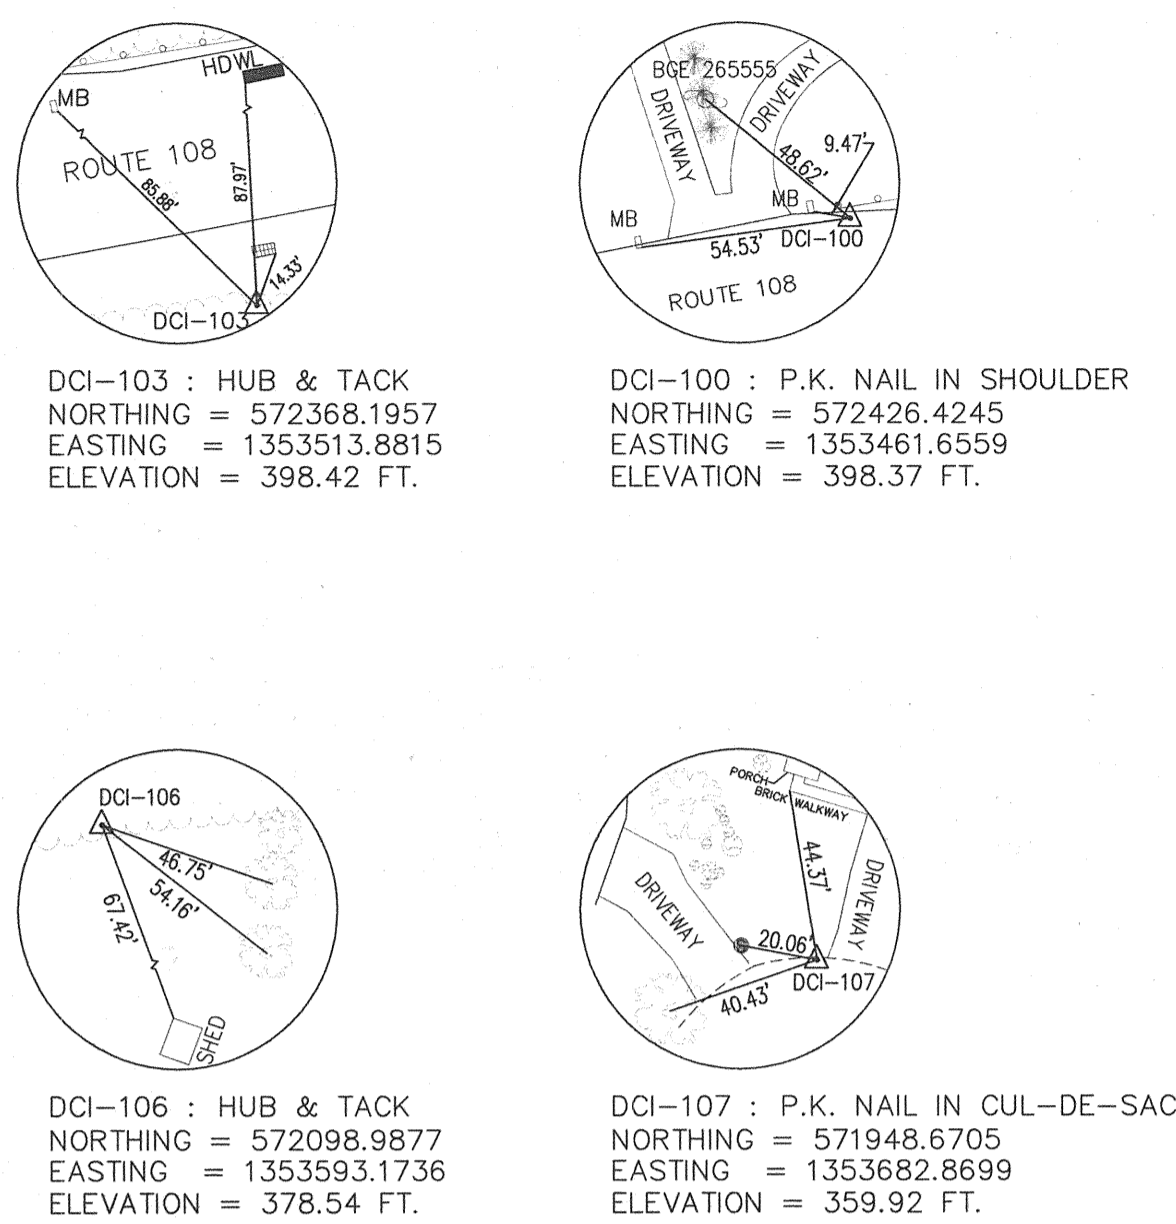 HDWL
MB
ROUTE 108
85.88'
87.97'
14.33'
DCI-103
DCI-103 : HUB & TACK
NORTHING = 572368.1957
EASTING = 1353513.8815
ELEVATION = 398.42 FT.
BGE 265555
DRIVEWAY
DRIVEWAY
9.47'
48.62'
MB
MB
54.53'
DCI-100
ROUTE 108
DCI-100 : P.K. NAIL IN SHOULDER
NORTHING = 572426.4245
EASTING = 1353461.6559
ELEVATION = 398.37 FT.
DCI-106
46.75'
54.16'
67.42'
SHED
DCI-106 : HUB & TACK
NORTHING = 572098.9877
EASTING = 1353593.1736
ELEVATION = 378.54 FT.
PORCH
BRICK WALKWAY
44.37'
DRIVEWAY
DRIVEWAY
20.06'
DCI-107
40.43'
DCI-107 : P.K. NAIL IN CUL-DE-SAC
NORTHING = 571948.6705
EASTING = 1353682.8699
ELEVATION = 359.92 FT.